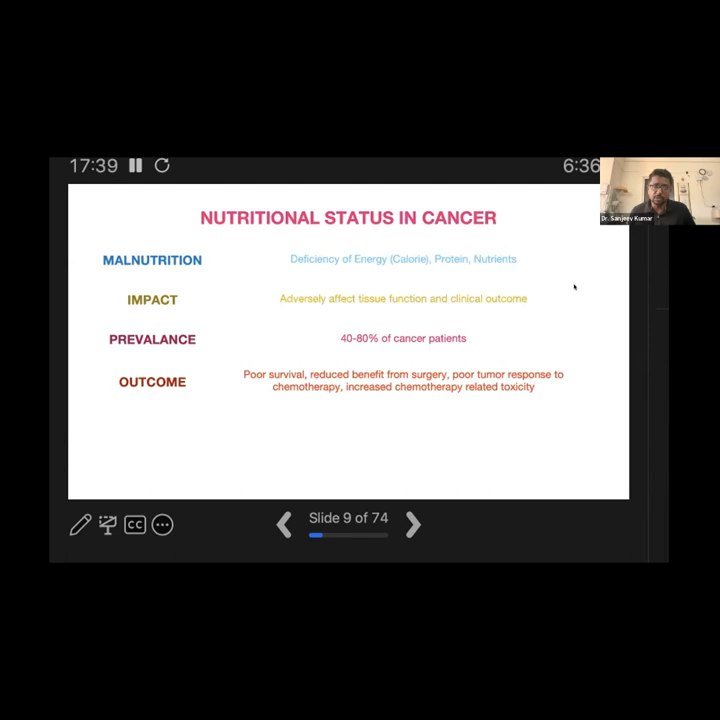 17:39
6:36
Dr. Sanjeev Kumar
NUTRITIONAL STATUS IN CANCER
MALNUTRITION
Deficiency of Energy (Calorie), Protein, Nutrients
IMPACT
Adversely affect tissue function and clinical outcome
PREVALANCE
40-80% of cancer patients
OUTCOME
Poor survival, reduced benefit from surgery, poor tumor response to
chemotherapy, increased chemotherapy related toxicity
CC
Slide 9 of 74